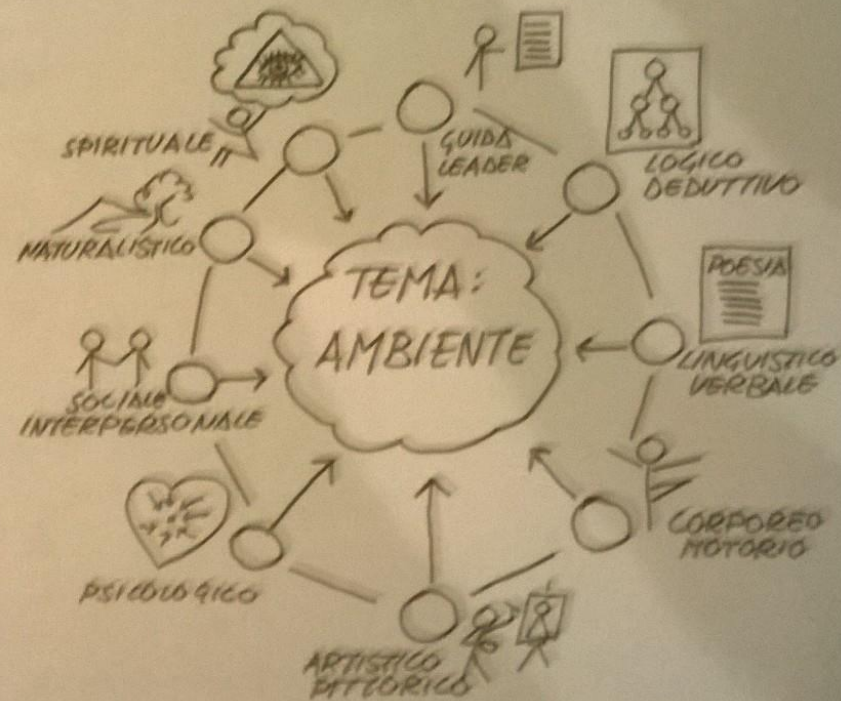 TEMA:
AMBIENTE
GUIDA
LEADER
LOGICO
DEDUTTIVO
POESIA
LINGUISTICO
VERBALE
CORPOREO
MOTORIO
ARTISTICO
PITTORICO
PSICOLOGICO
SOCIALE
INTERPERSONALE
NATURALISTICO
SPIRITUALE